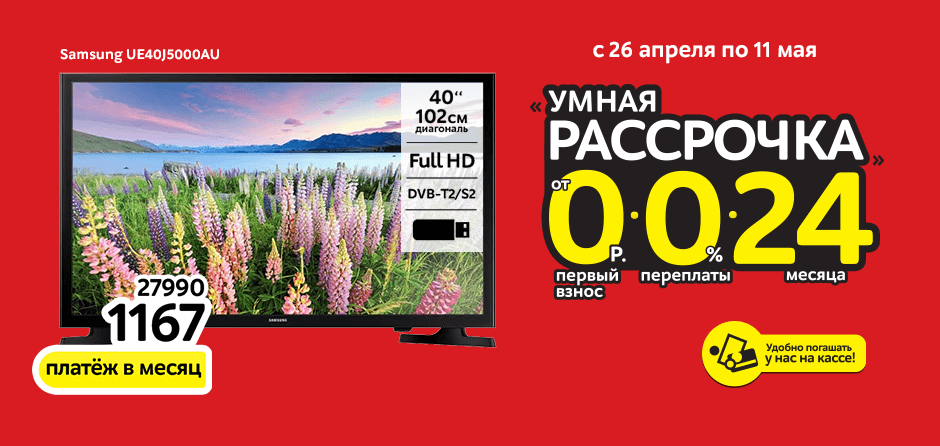 Samsung UE40J5000AU
40“
102см
диагональ
Full HD
DVB-T2/S2
SAMSUNG
27990
1167
платёж в месяц
с 26 апреля по 11 мая
«УМНАЯ
РАССРОЧКА»
от 0р.·0%·24
первый взнос
переплаты
месяца
Удобно погашать
у нас на кассе!